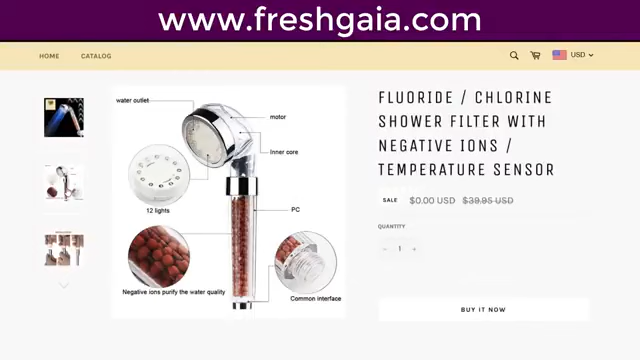 www.freshgaia.com
HOME CATALOG USD
water outlet
motor
Inner core
12 lights
PC
Negative ions purify the water quality
Common interface
FLUORIDE / CHLORINE
SHOWER FILTER WITH
NEGATIVE IONS /
TEMPERATURE SENSOR
SALE $0.00 USD $39.95 USD
QUANTITY
− 1 +
BUY IT NOW